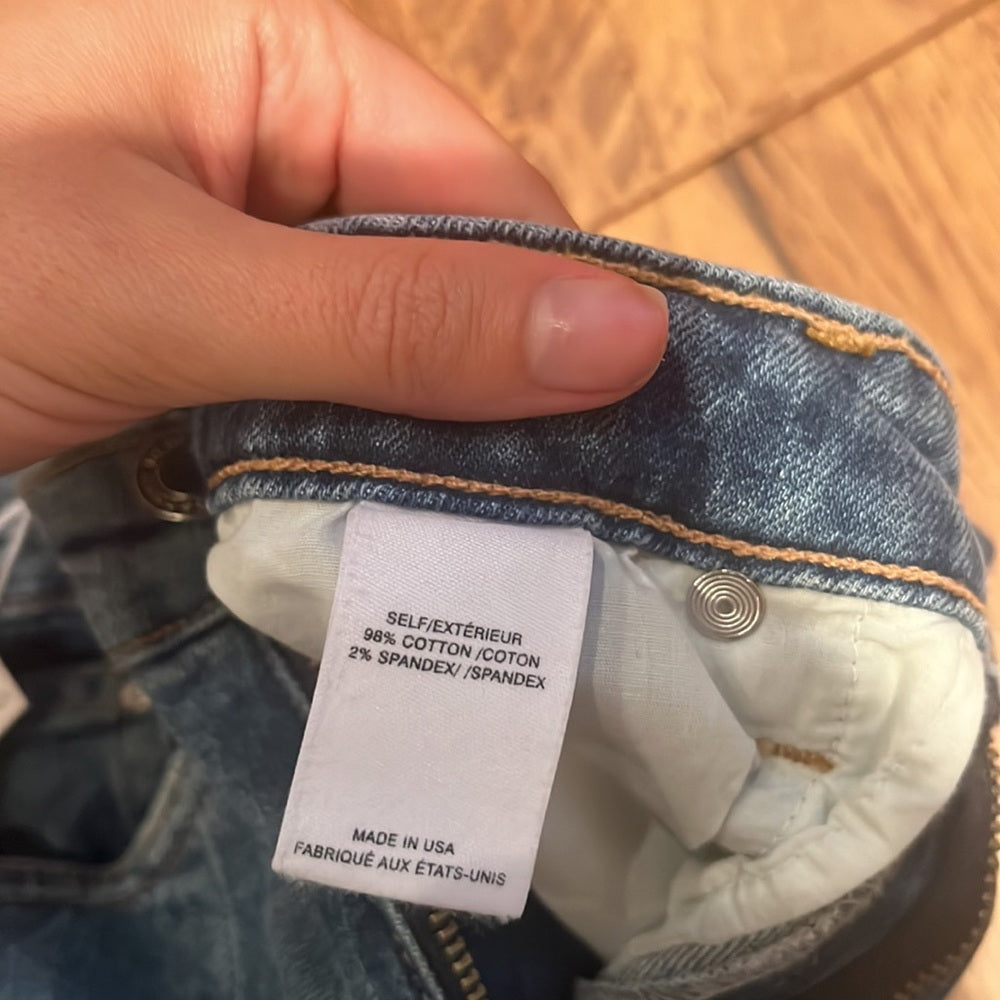 SELF/EXTÉRIEUR
98% COTTON /COTON
2% SPANDEX/ /SPANDEX
MADE IN USA
FABRIQUÉ AUX ÉTATS-UNIS